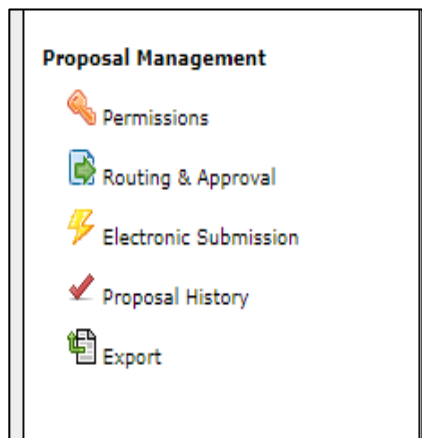 Proposal Management
Permissions
Routing & Approval
Electronic Submission
Proposal History
Export